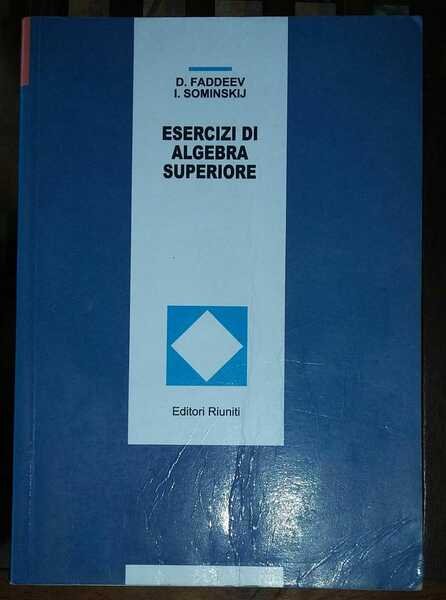 D. FADDEEV
I. SOMINSKIJ
ESERCIZI DI
ALGEBRA
SUPERIORE
Editori Riuniti